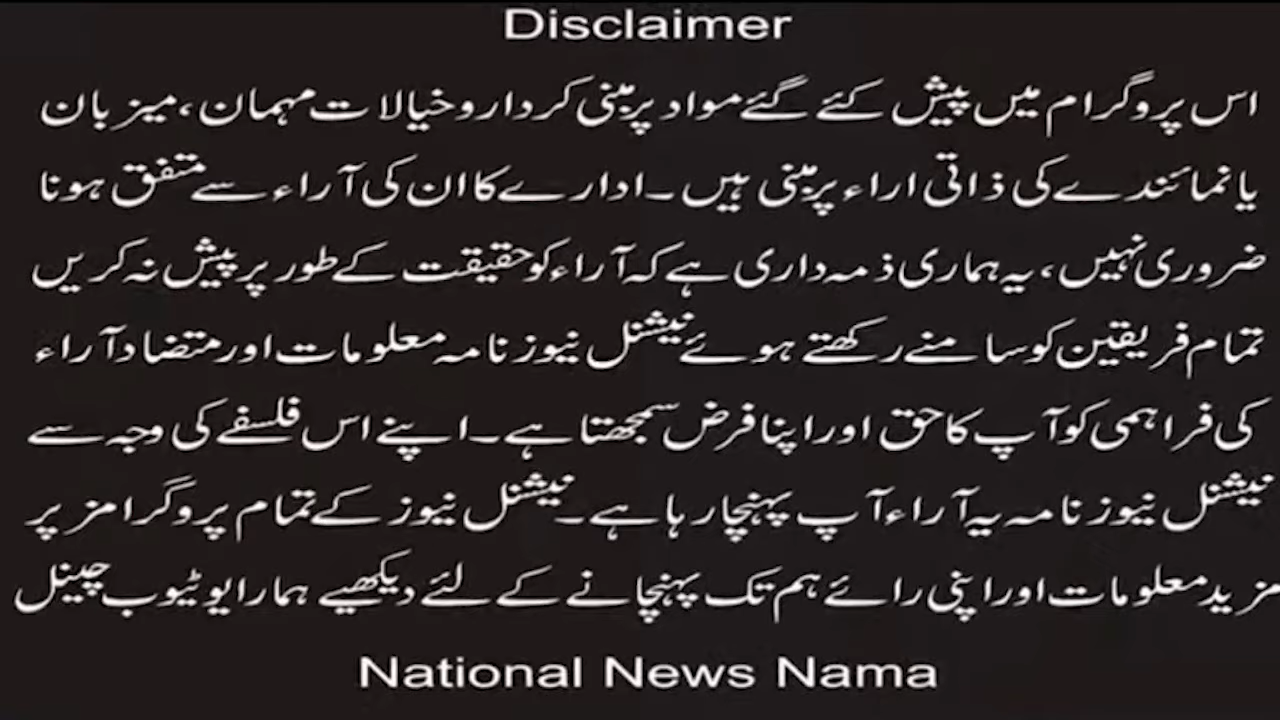 Disclaimer
اس پروگرام میں پیش کئے گئے مواد پر مبنی کردار و خیالات مہمان، میزبان
یا نمائندے کی ذاتی اراء پر مبنی ہیں۔ ادارے کا ان کی آراء سے متفق ہونا
ضروری نہیں، یہ ہماری ذمہ داری ہے کہ آراء کو حقیقت کے طور پر پیش نہ کریں
تمام فریقین کو سامنے رکھتے ہوئے نیشنل نیوز نامہ معلومات اور متضاد آراء
کی فراہمی کو آپ کا حق اور اپنا فرض سمجھتا ہے۔ اپنے اس فلسفے کی وجہ سے
نیشنل نیوز نامہ یہ آراء آپ پہنچا رہا ہے۔ نیشنل نیوز کے تمام پروگرامز پر
مزید معلومات اور اپنی رائے ہم تک پہنچانے کے لئے دیکھیے ہمارا یو ٹیوب چینل
National News Nama